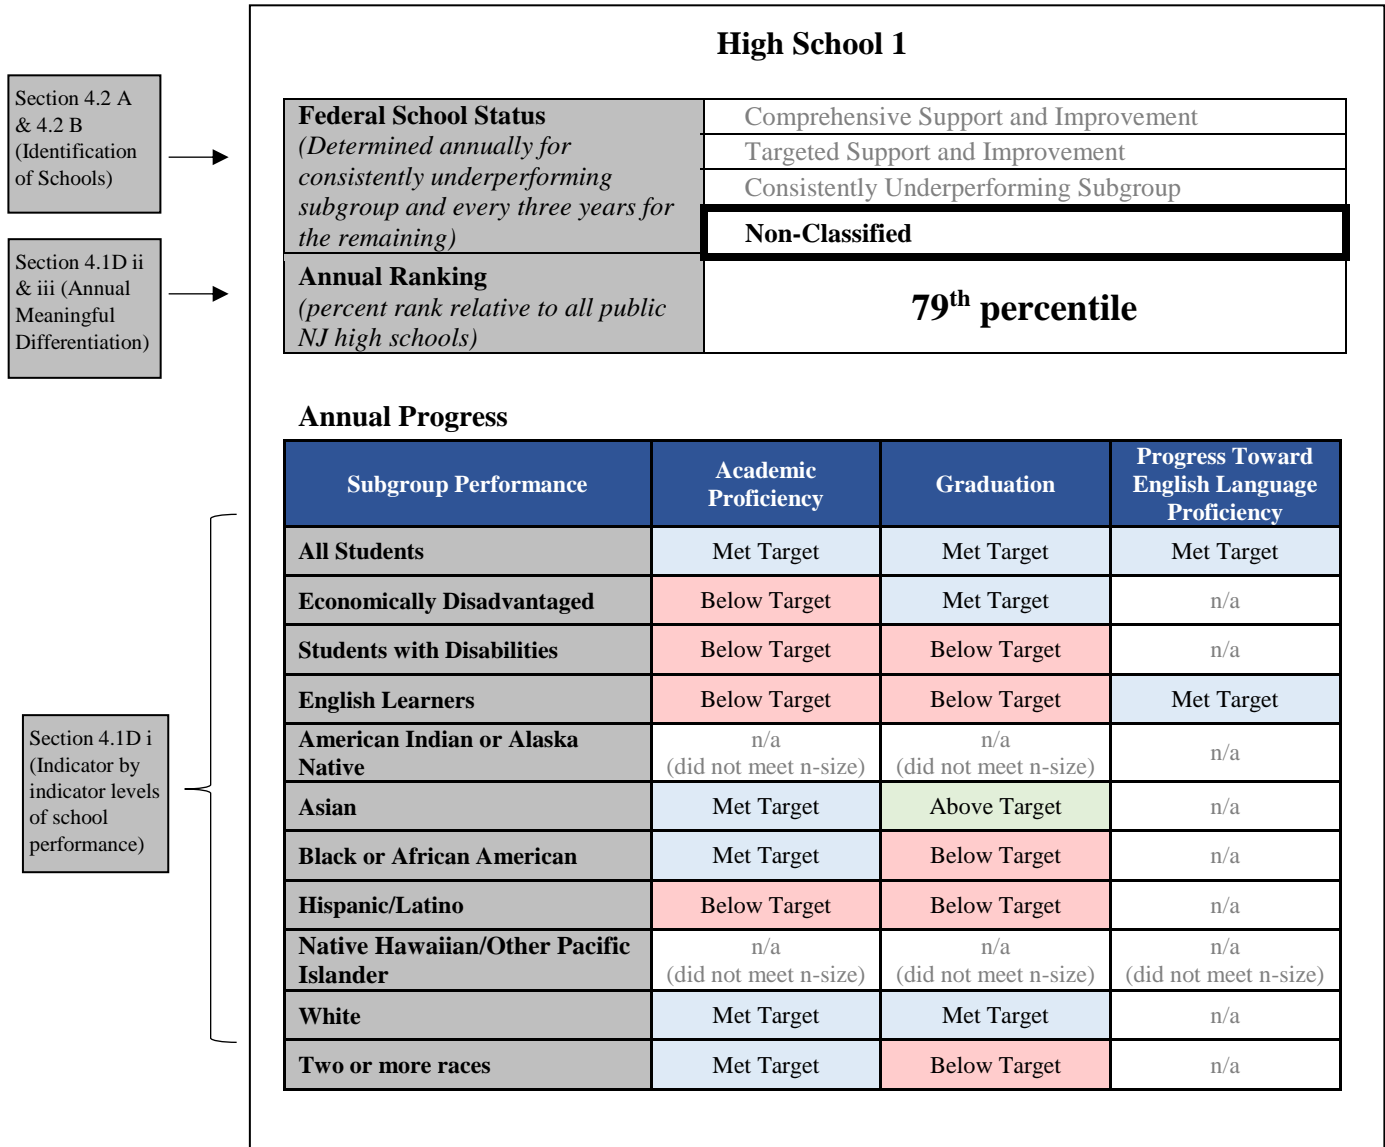 High School 1
Section 4.2 A
& 4.2 B
(Identification
of Schools)
Federal School Status
(Determined annually for
consistently underperforming
subgroup and every three years for
the remaining)
Comprehensive Support and Improvement
Targeted Support and Improvement
Consistently Underperforming Subgroup
Non-Classified
Section 4.1D ii
& iii (Annual
Meaningful
Differentiation)
Annual Ranking
(percent rank relative to all public
NJ high schools)
79th percentile
Annual Progress
Subgroup Performance
Academic
Proficiency
Graduation
Progress Toward
English Language
Proficiency
All Students
Met Target
Met Target
Met Target
Economically Disadvantaged
Below Target
Met Target
n/a
Students with Disabilities
Below Target
Below Target
n/a
English Learners
Below Target
Below Target
Met Target
Section 4.1D i
(Indicator by
indicator levels
of school
performance)
American Indian or Alaska
Native
n/a
(did not meet n-size)
n/a
(did not meet n-size)
n/a
Asian
Met Target
Above Target
n/a
Black or African American
Met Target
Below Target
n/a
Hispanic/Latino
Below Target
Below Target
n/a
Native Hawaiian/Other Pacific
Islander
n/a
(did not meet n-size)
n/a
(did not meet n-size)
n/a
(did not meet n-size)
White
Met Target
Met Target
n/a
Two or more races
Met Target
Below Target
n/a